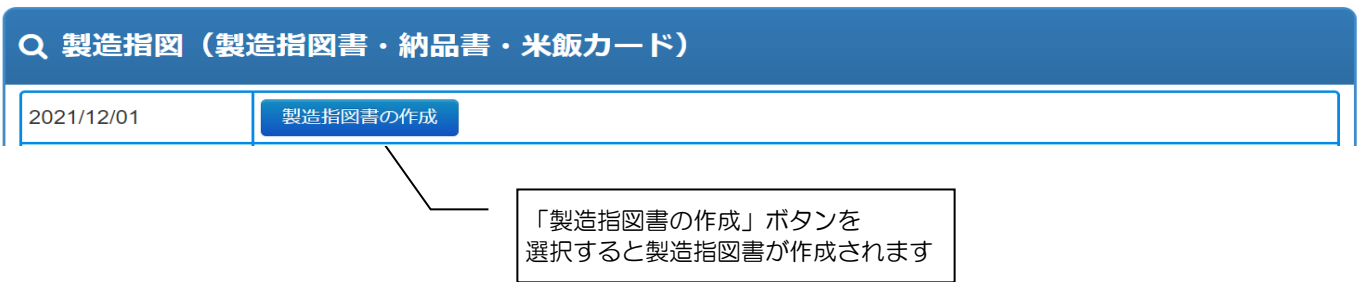 製造指図（製造指図書・納品書・米飯カード）
2021/12/01
製造指図書の作成
「製造指図書の作成」ボタンを
選択すると製造指図書が作成されます